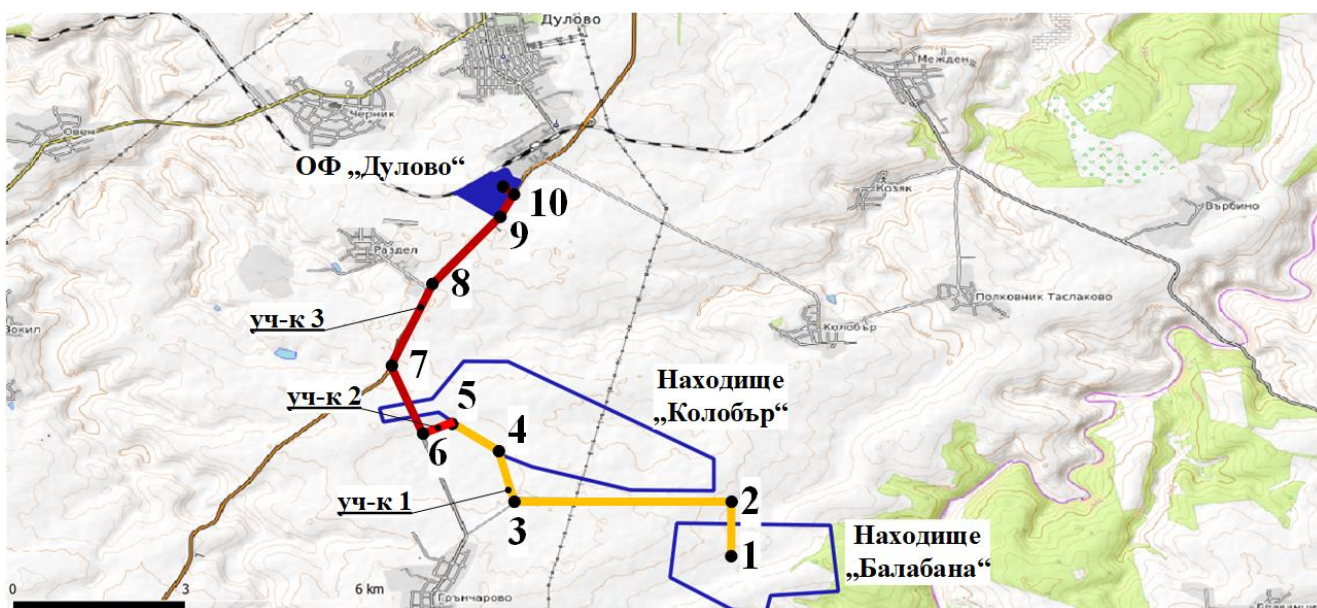 Дулово
Межден
Черник
Овен
ОФ „Дулово“
Козяк
Върбино
10
9
Раздел
8
Полковник Таслаково
уч-к 3
Колобър
Вокил
7
Находище
„Колобър“
5
уч-к 2
4
6
уч-к 1
2
3
Находище
„Балабана“
1
0
3
6 km
Грънчарово